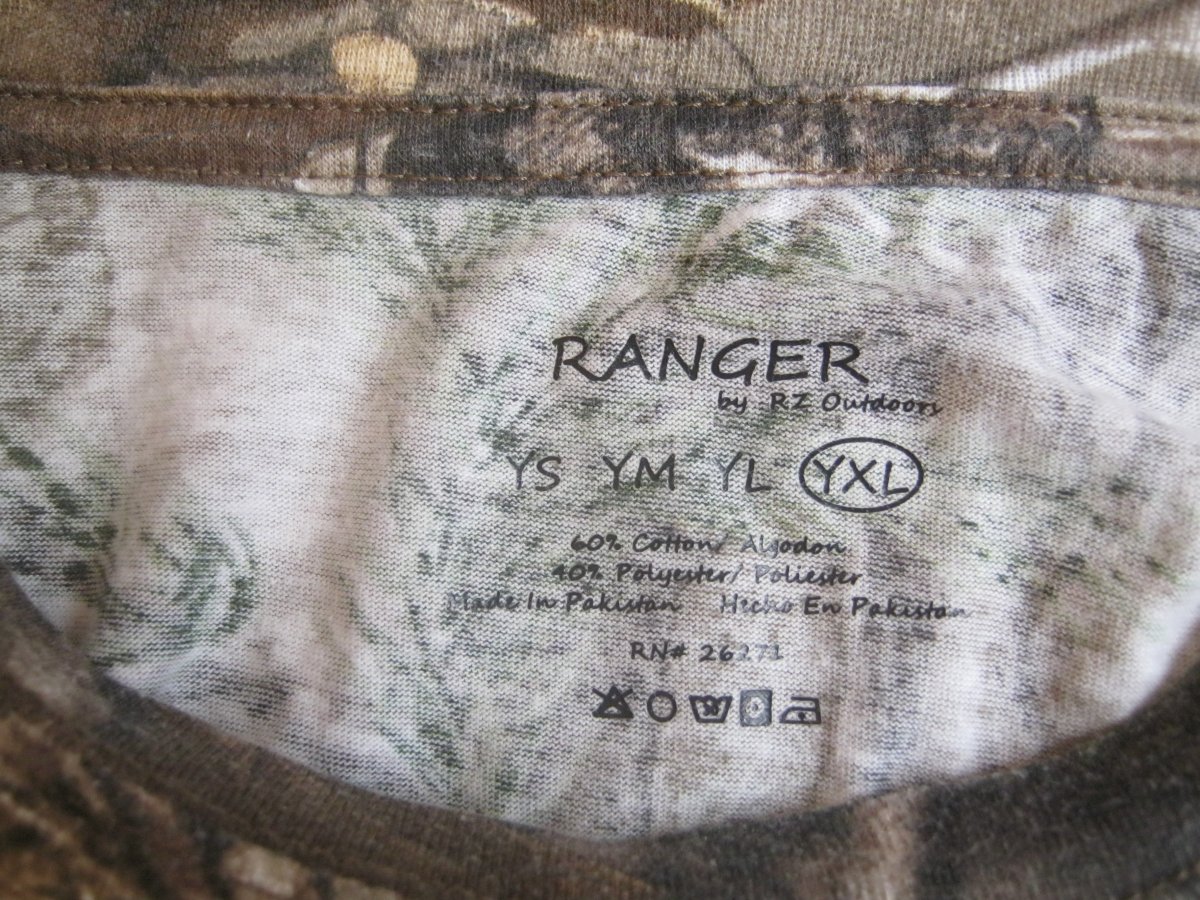 RANGER
by RZ Outdoors
YS YM YL YXL
60% Cotton/ Algodon
40% Polyester/ Poliester
Made In Pakistan Hecho En Pakistan
RN# 26271